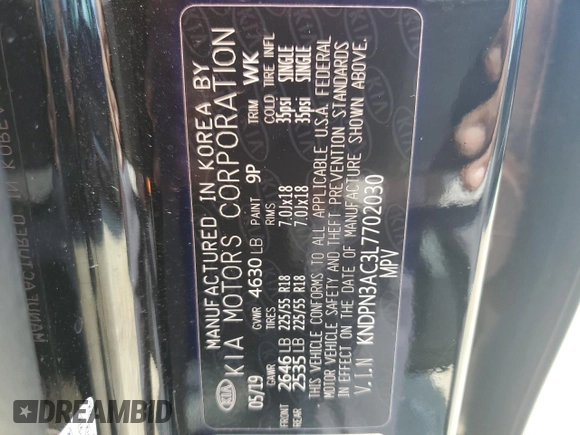 MANUFACTURED IN KOREA BY
KIA MOTORS CORPORATION
KIA
05/19 GVWR 4630 LB PAINT 9P TRIM WK
GAWR TIRES RIMS COLD TIRE INFL
FRONT 2646 LB 225/55 R18 7.0JX18 35psi SINGLE
REAR 2535 LB 225/55 R18 7.0JX18 35psi SINGLE
THIS VEHICLE CONFORMS TO ALL APPLICABLE U.S.A. FEDERAL
MOTOR VEHICLE SAFETY AND THEFT PREVENTION STANDARDS
IN EFFECT ON THE DATE OF MANUFACTURE SHOWN ABOVE.
V.I.N KNDPN3AC3L7702030
MPV
DREAMBID